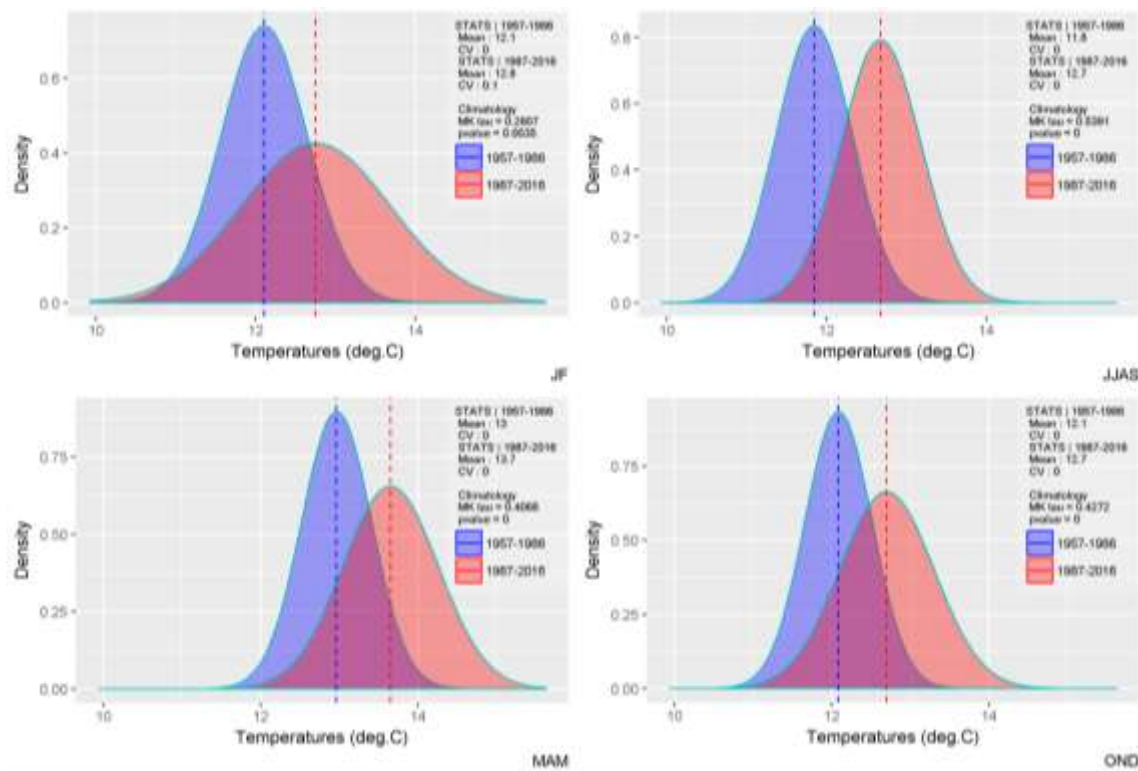 STATS | 1957-1986
Mean : 12.1
CV : 0
STATS | 1987-2016
Mean : 12.8
CV : 0.1
Climatology
MK tau = 0.2607
pvalue = 0.0035
1957-1986
1987-2016
Density
0.6
0.4
0.2
0.0
10
12
14
Temperatures (deg.C)
JF
STATS | 1957-1986
Mean : 11.8
CV : 0
STATS | 1987-2016
Mean : 12.7
CV : 0
Climatology
MK tau = 0.5391
pvalue = 0
1957-1986
1987-2016
Density
0.8
0.6
0.4
0.2
0.0
10
12
14
Temperatures (deg.C)
JJAS
STATS | 1957-1986
Mean : 13
CV : 0
STATS | 1987-2016
Mean : 13.7
CV : 0
Climatology
MK tau = 0.4066
pvalue = 0
1957-1986
1987-2016
Density
0.75
0.50
0.25
0.00
10
12
14
Temperatures (deg.C)
MAM
STATS | 1957-1986
Mean : 12.1
CV : 0
STATS | 1987-2016
Mean : 12.7
CV : 0
Climatology
MK tau = 0.4272
pvalue = 0
1957-1986
1987-2016
Density
0.75
0.50
0.25
0.00
10
12
14
Temperatures (deg.C)
OND